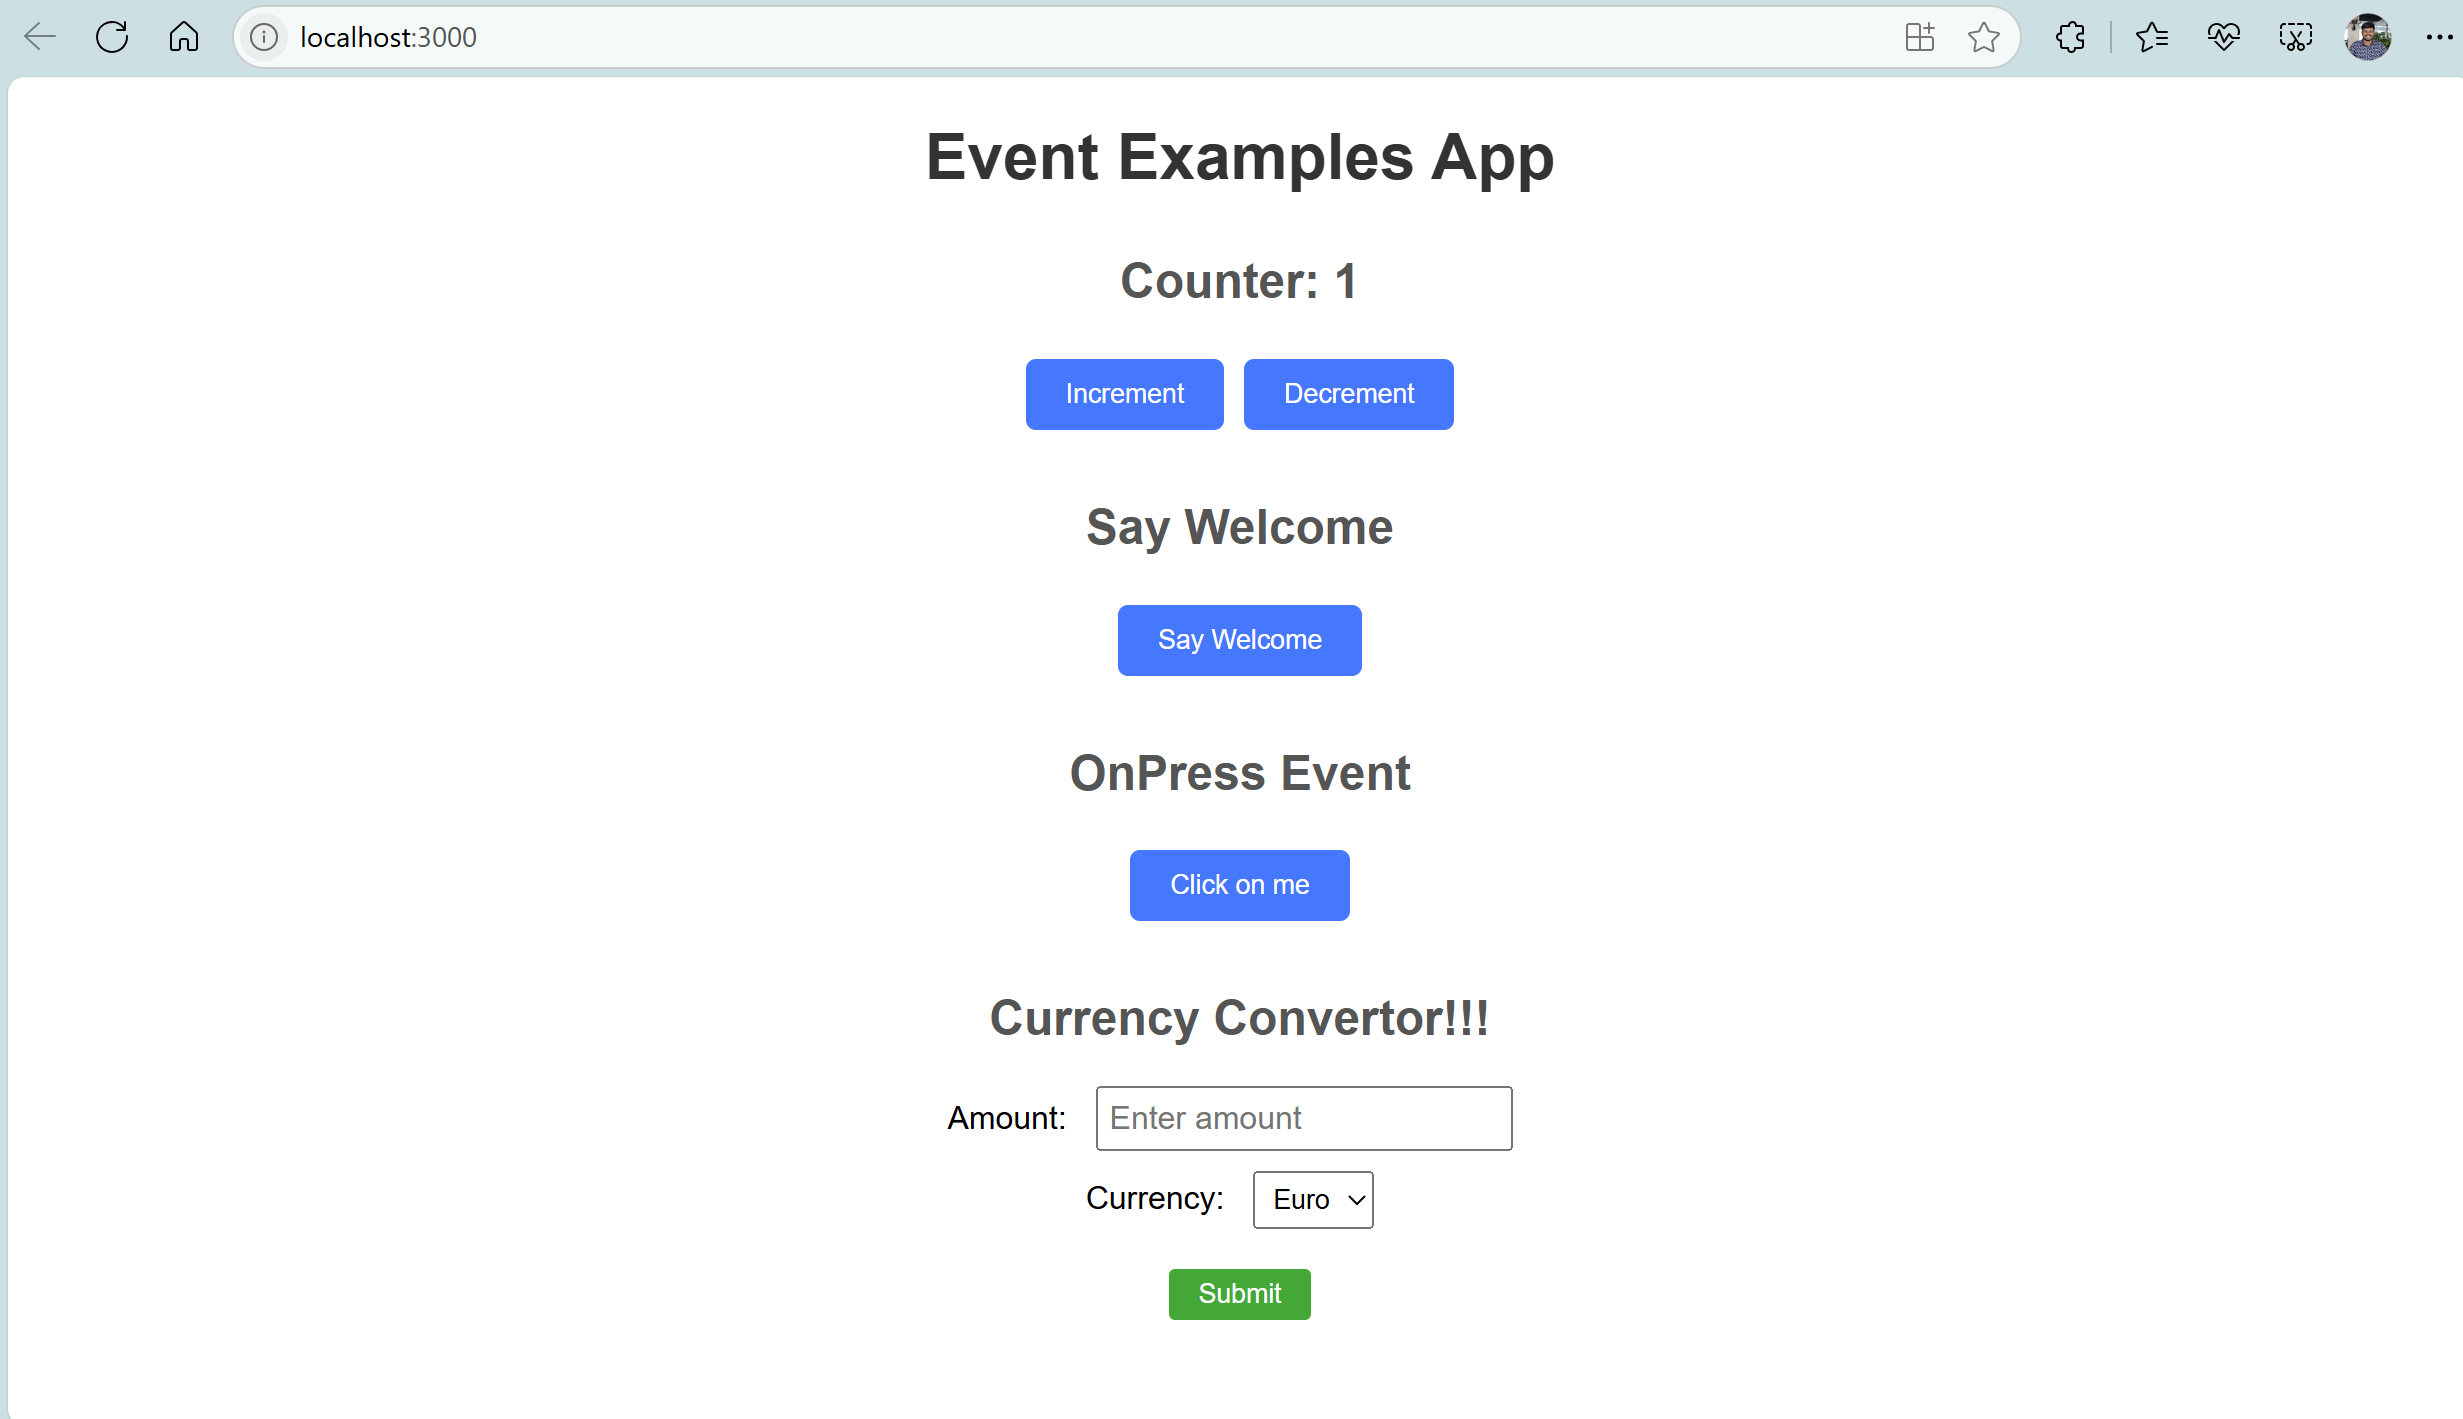 localhost:3000
Event Examples App
Counter: 1
Increment Decrement
Say Welcome
Say Welcome
OnPress Event
Click on me
Currency Convertor!!!
Amount: Enter amount
Currency: Euro
Submit